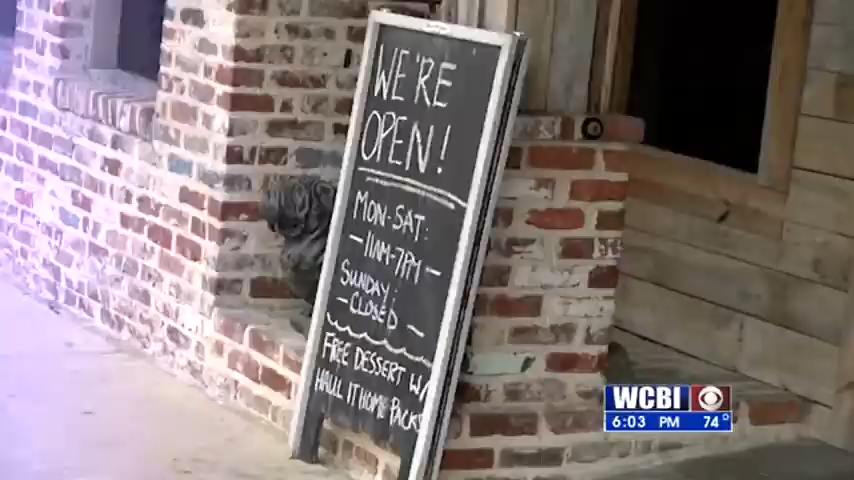 WE'RE
OPEN!
MON-SAT:
-11AM-7PM-
SUNDAY:
-CLOSED-
FREE DESSERT W/
HAUL IT HOME PACKS
WCBI
6:03 PM 74°